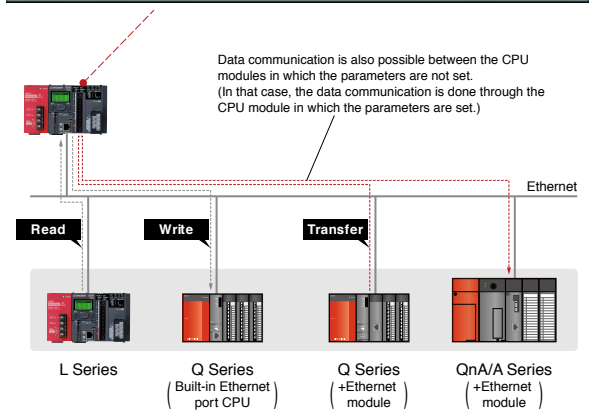 Data communication is also possible between the CPU
modules in which the parameters are not set.
(In that case, the data communication is done through the
CPU module in which the parameters are set.)
Ethernet
Read
Write
Transfer
L Series
Q Series
(Built-in Ethernet
port CPU)
Q Series
(+Ethernet
module)
QnA/A Series
(+Ethernet
module)